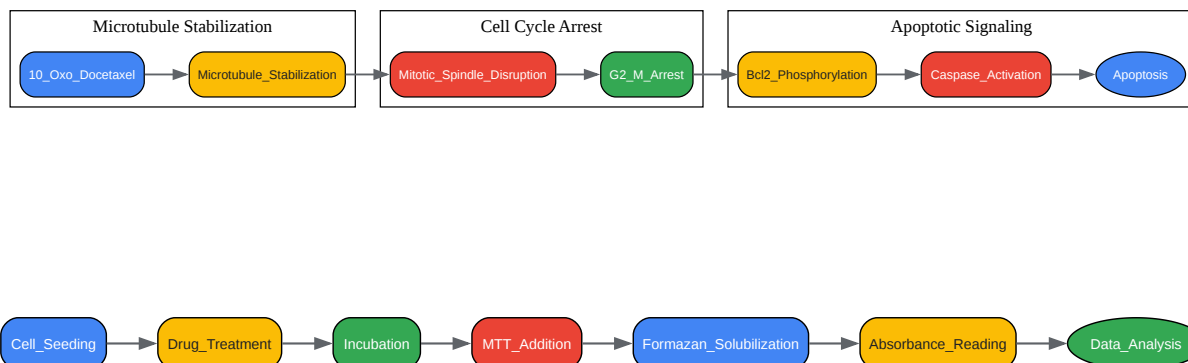 Microtubule Stabilization
Cell Cycle Arrest
Apoptotic Signaling
10_Oxo_Docetaxel
Microtubule_Stabilization
Mitotic_Spindle_Disruption
G2_M_Arrest
Bcl2_Phosphorylation
Caspase_Activation
Apoptosis
Cell_Seeding
Drug_Treatment
Incubation
MTT_Addition
Formazan_Solubilization
Absorbance_Reading
Data_Analysis